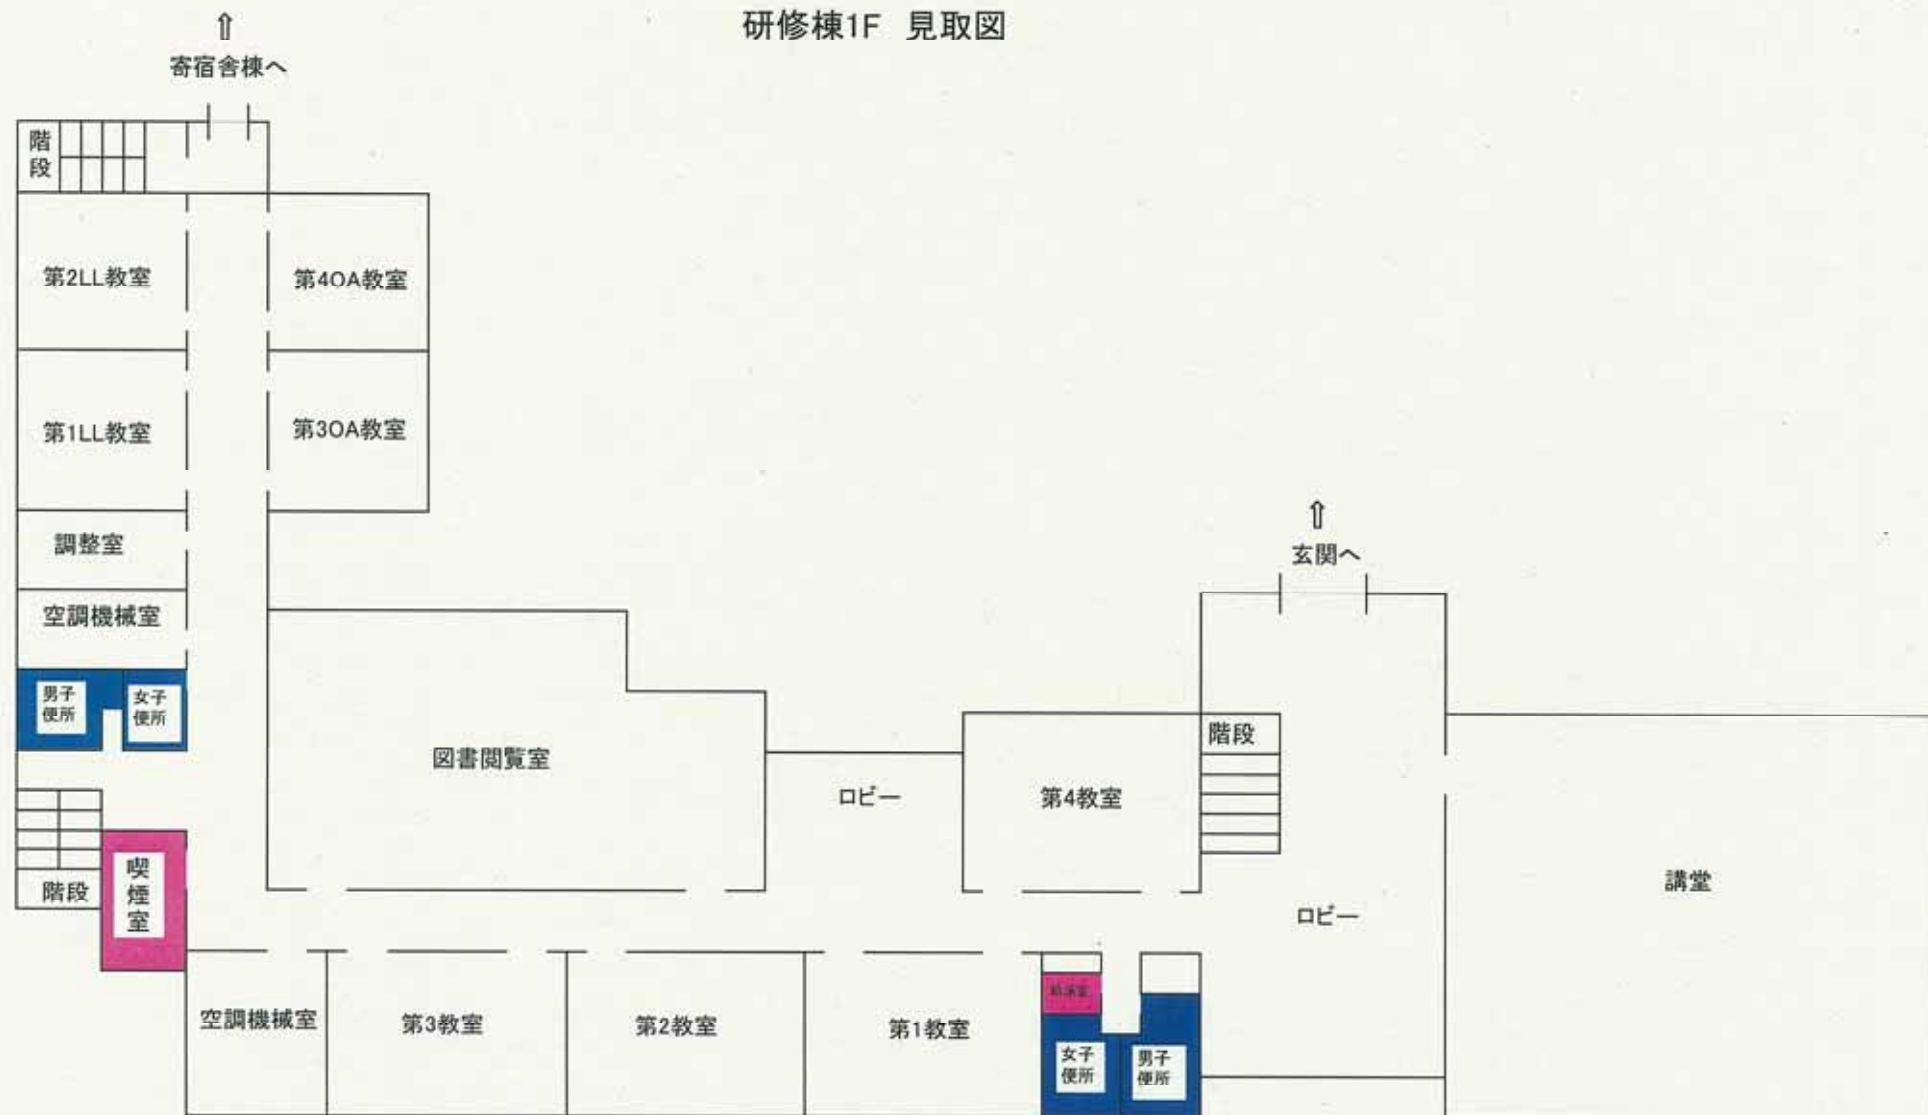 研修棟1F 見取図
⇧
寄宿舎棟へ
階段
第2LL教室
第4OA教室
第1LL教室
第3OA教室
調整室
空調機械室
男子
便所
女子
便所
⇧
玄関へ
階段
図書閲覧室
ロビー
第4教室
喫煙室
階段
講堂
ロビー
空調機械室
第3教室
第2教室
第1教室
女子
便所
男子
便所